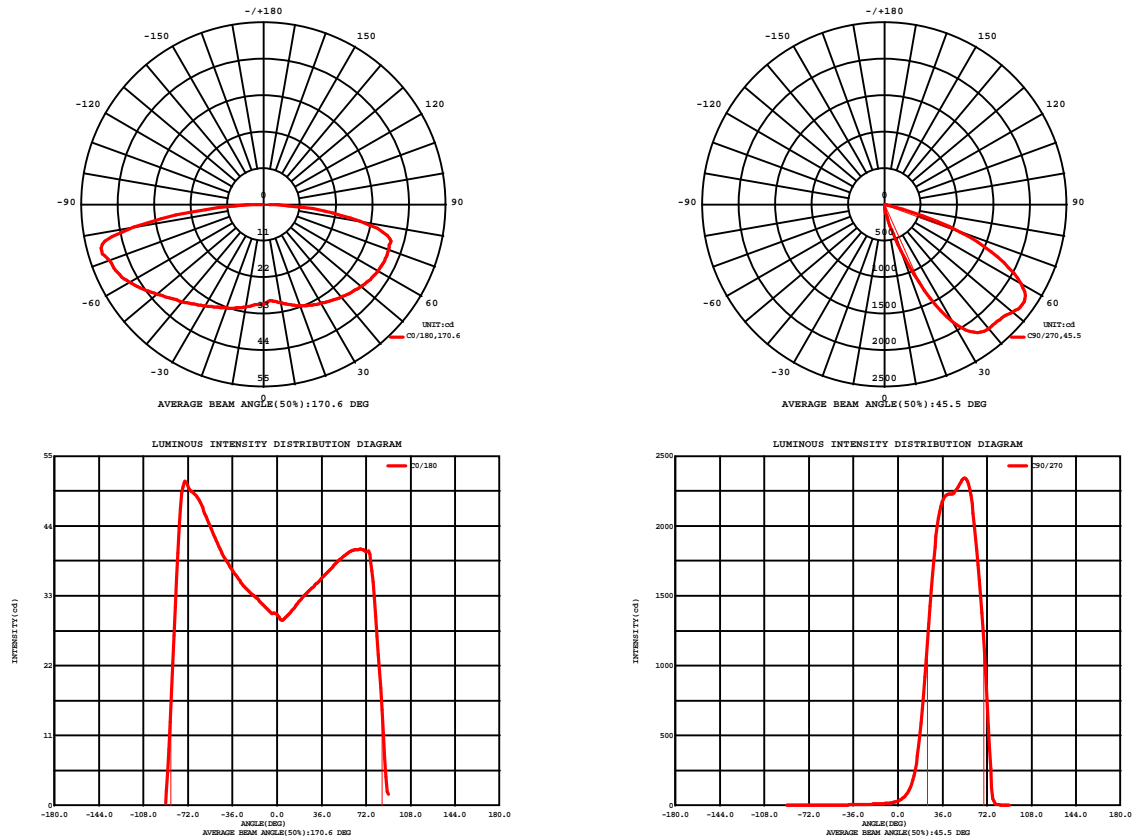 -/+180
-150
150
-120
120
-90
0
90
11
22
-60
60
33
UNIT:cd
C0/180,170.6
44
-30
30
55
0
AVERAGE BEAM ANGLE(50%):170.6 DEG
-/+180
-150
150
-120
120
-90
0
90
500
1000
-60
60
1500
UNIT:cd
C90/270,45.5
2000
-30
30
2500
0
AVERAGE BEAM ANGLE(50%):45.5 DEG
LUMINOUS INTENSITY DISTRIBUTION DIAGRAM
55
C0/180
44
33
INTENSITY(cd)
22
11
0
-180.0 -144.0 -108.0 -72.0 -36.0 0.0 36.0 72.0 108.0 144.0 180.0
ANGLE(DEG)
AVERAGE BEAM ANGLE(50%):170.6 DEG
LUMINOUS INTENSITY DISTRIBUTION DIAGRAM
2500
C90/270
2000
1500
INTENSITY(cd)
1000
500
0
-180.0 -144.0 -108.0 -72.0 -36.0 0.0 36.0 72.0 108.0 144.0 180.0
ANGLE(DEG)
AVERAGE BEAM ANGLE(50%):45.5 DEG